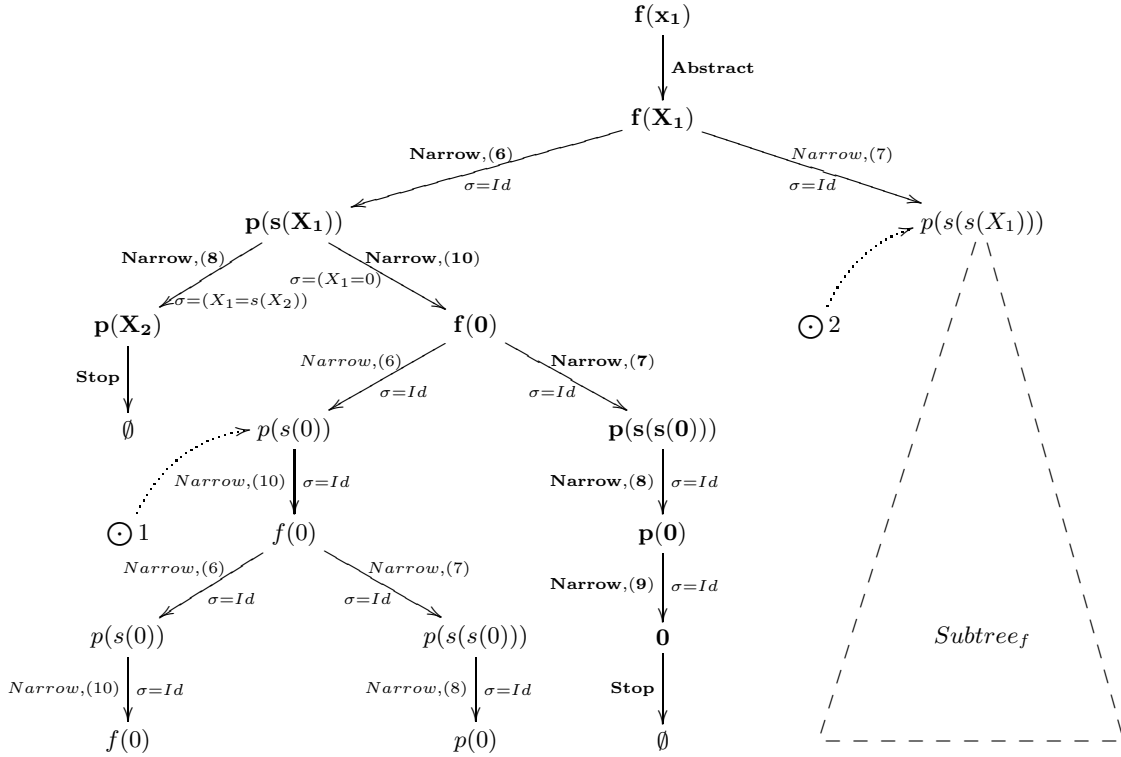 f(x₁)
Abstract
f(X₁)
Narrow,(6)
σ=Id
Narrow,(7)
σ=Id
p(s(X₁))
p(s(s(X₁)))
Narrow,(8)
σ=(X₁=s(X₂))
Narrow,(10)
σ=(X₁=0)
p(X₂)
f(0)
⊙ 2
Stop
Narrow,(6)
σ=Id
Narrow,(7)
σ=Id
∅
p(s(0))
p(s(s(0)))
Narrow,(10) σ=Id
Narrow,(8) σ=Id
⊙ 1
f(0)
p(0)
Narrow,(6)
σ=Id
Narrow,(7)
σ=Id
Narrow,(9) σ=Id
p(s(0))
p(s(s(0)))
0
Subtree_f
Narrow,(10) σ=Id
Narrow,(8) σ=Id
Stop
f(0)
p(0)
∅